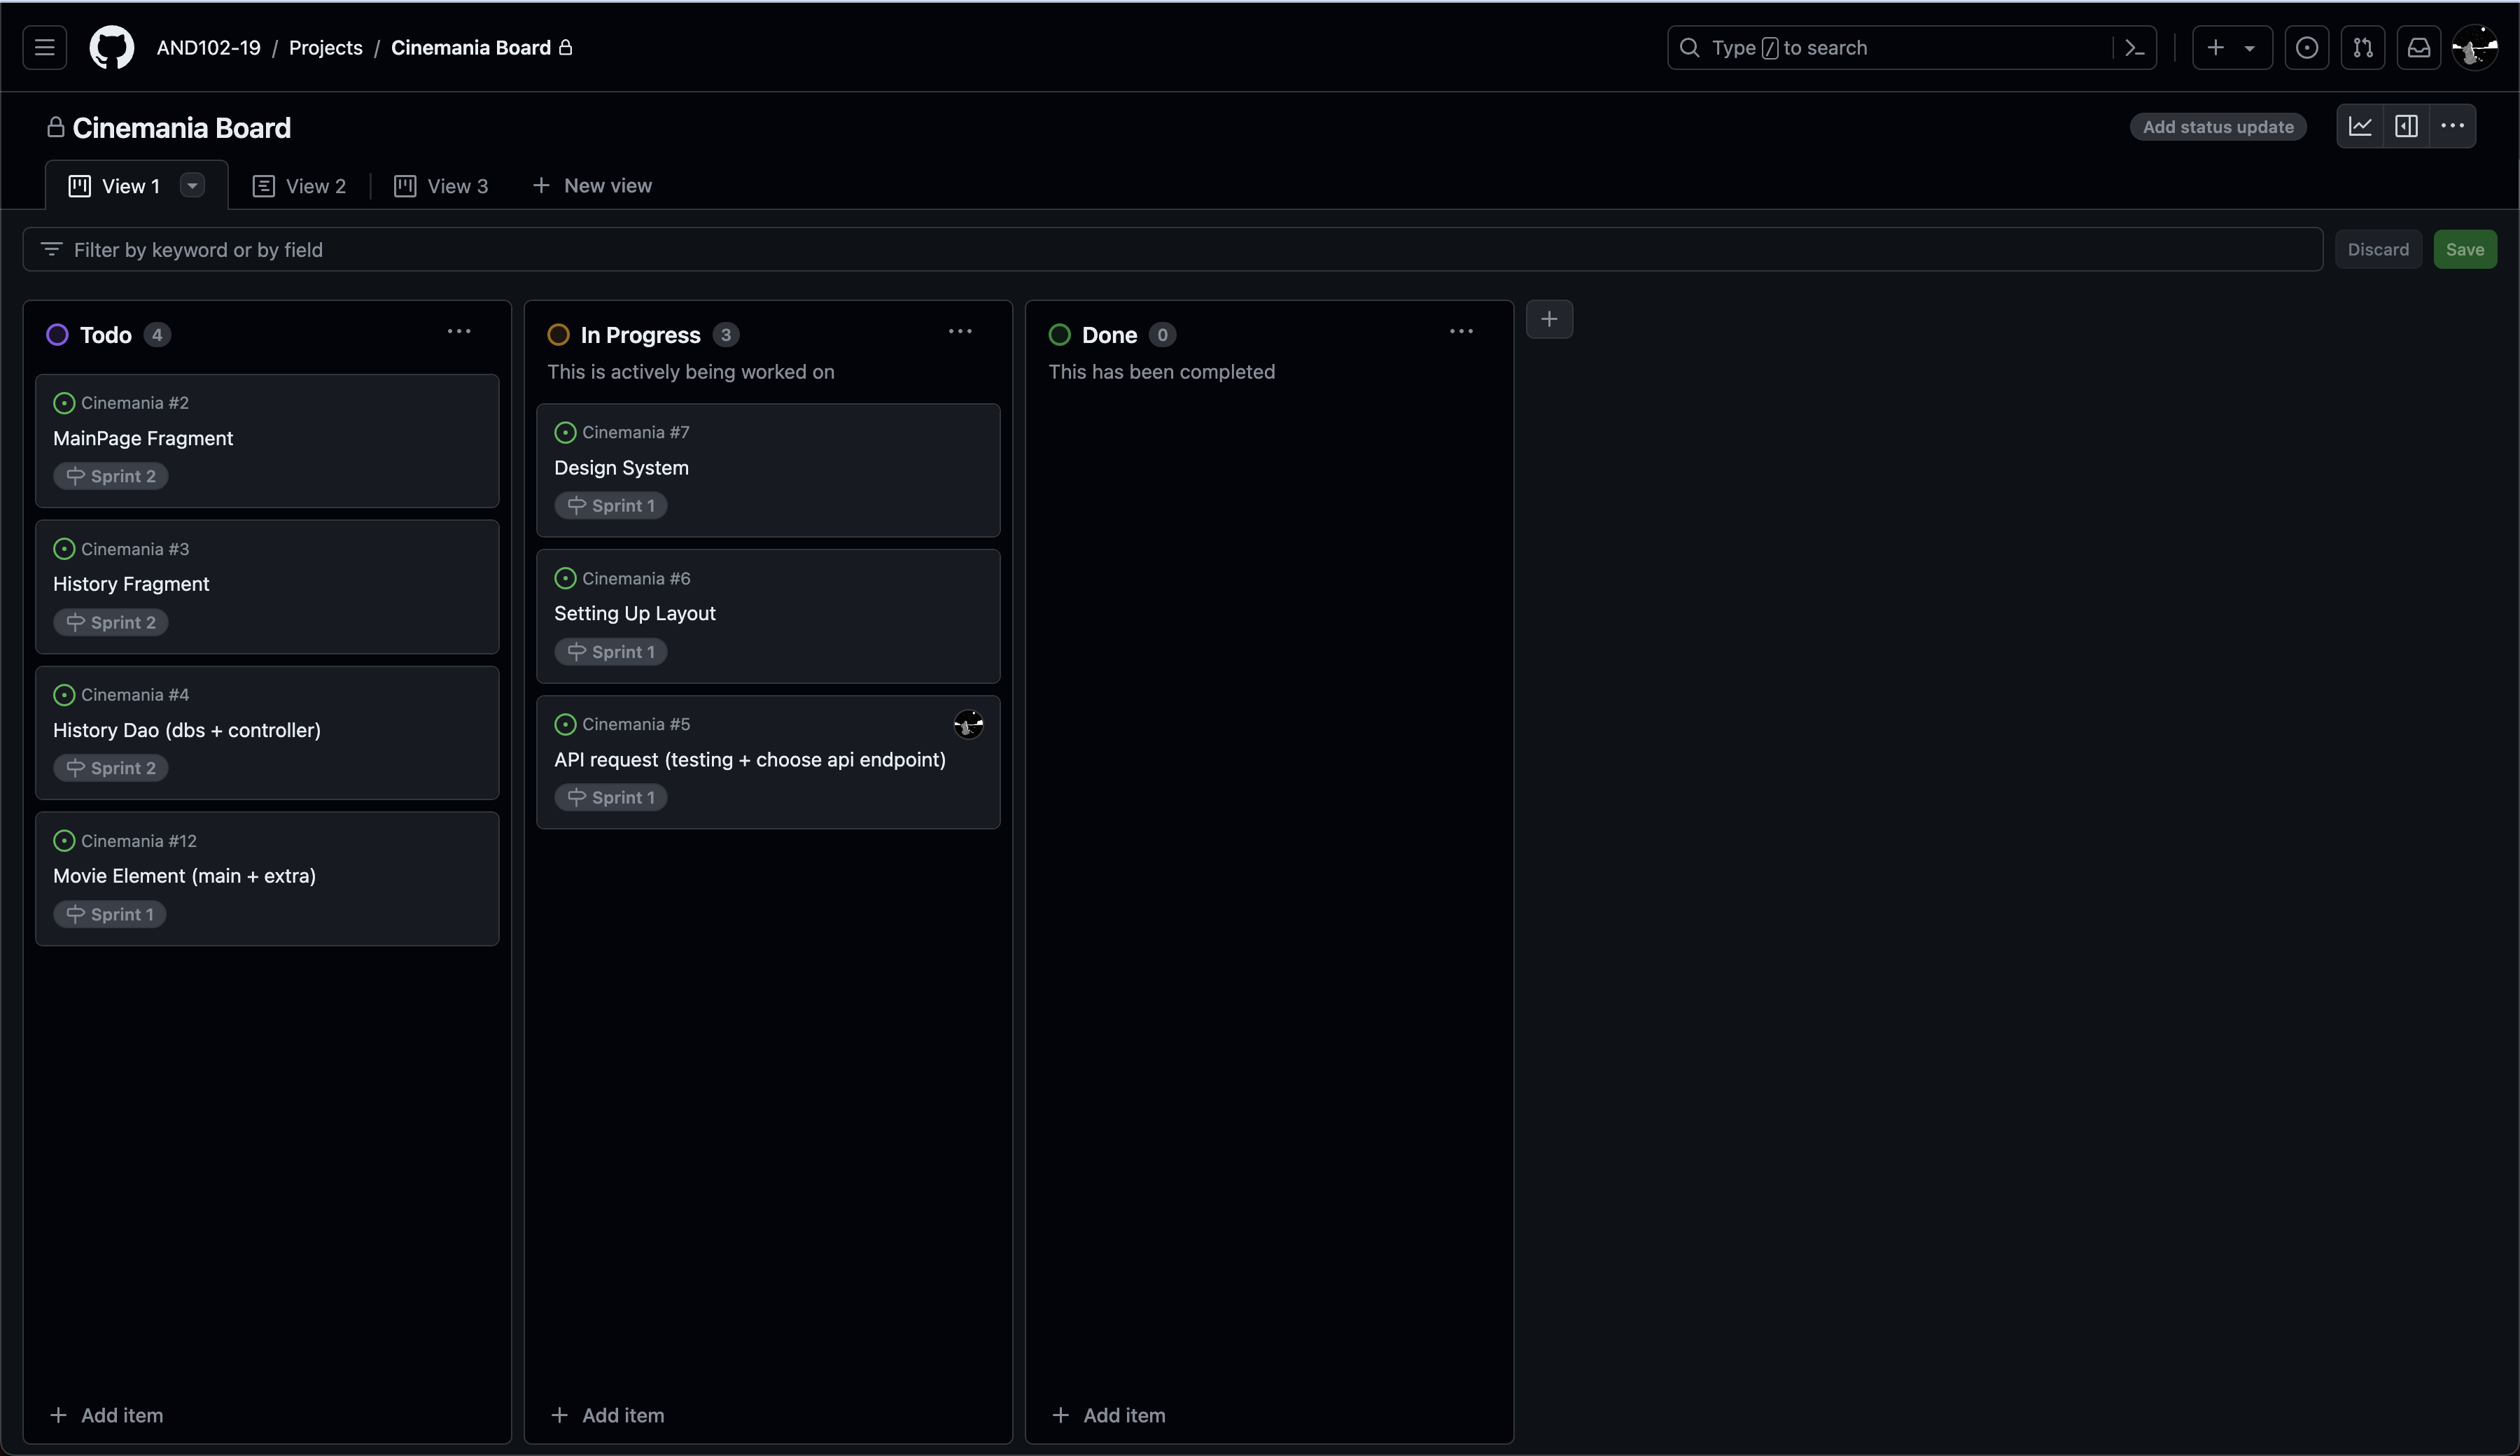 AND102-19 / Projects / Cinemania Board
Type / to search
Cinemania Board
Add status update
View 1
View 2
View 3
New view
Filter by keyword or by field
Discard
Save
Todo 4
Cinemania #2
MainPage Fragment
Sprint 2
Cinemania #3
History Fragment
Sprint 2
Cinemania #4
History Dao (dbs + controller)
Sprint 2
Cinemania #12
Movie Element (main + extra)
Sprint 1
Add item
In Progress 3
This is actively being worked on
Cinemania #7
Design System
Sprint 1
Cinemania #6
Setting Up Layout
Sprint 1
Cinemania #5
API request (testing + choose api endpoint)
Sprint 1
Add item
Done 0
This has been completed
Add item